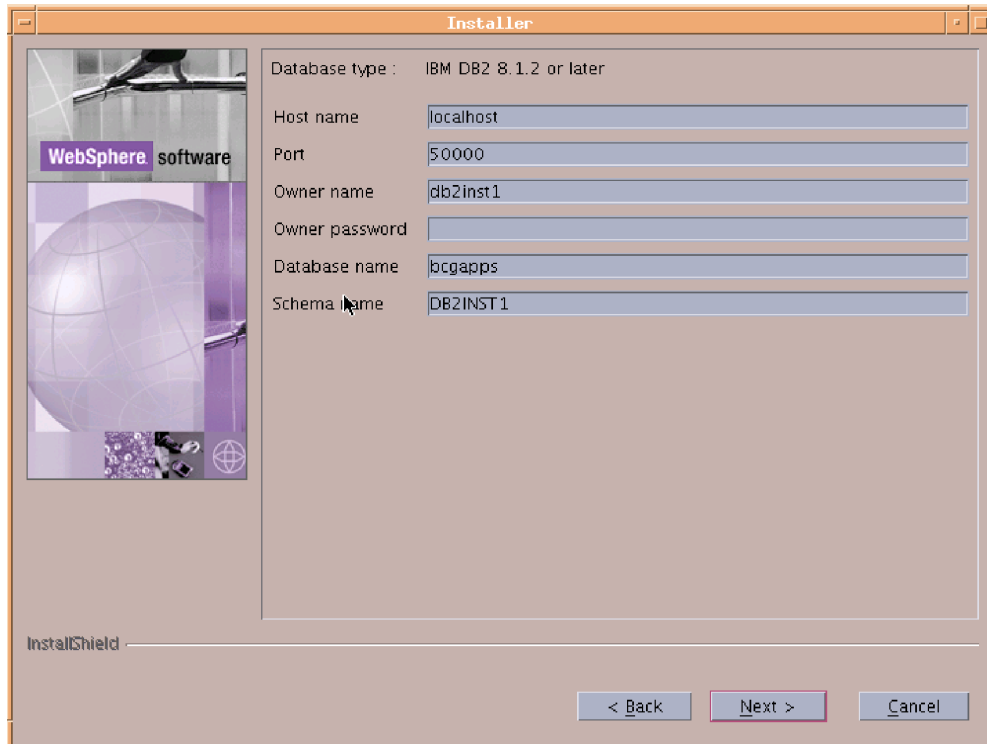 Installer
WebSphere software
Database type : IBM DB2 8.1.2 or later
Host name localhost
Port 50000
Owner name db2inst1
Owner password
Database name bcgapps
Schema name DB2INST1
InstallShield
< Back Next > Cancel